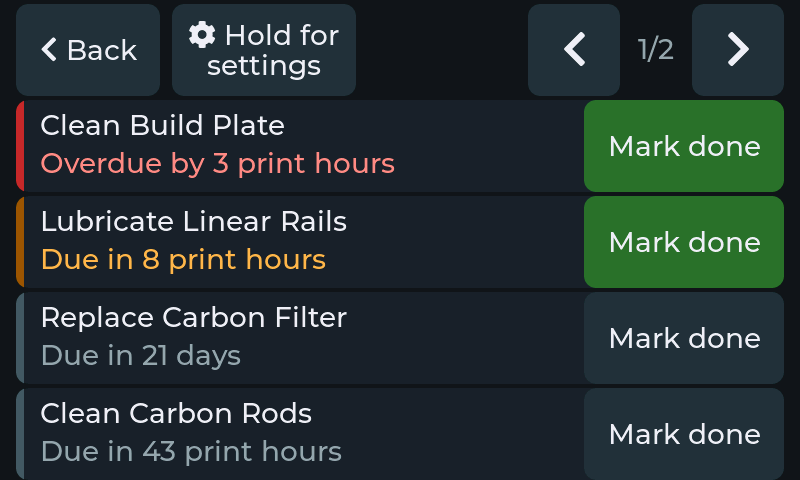 Back
Hold for
settings
1/2
Clean Build Plate
Overdue by 3 print hours
Mark done
Lubricate Linear Rails
Due in 8 print hours
Mark done
Replace Carbon Filter
Due in 21 days
Mark done
Clean Carbon Rods
Due in 43 print hours
Mark done